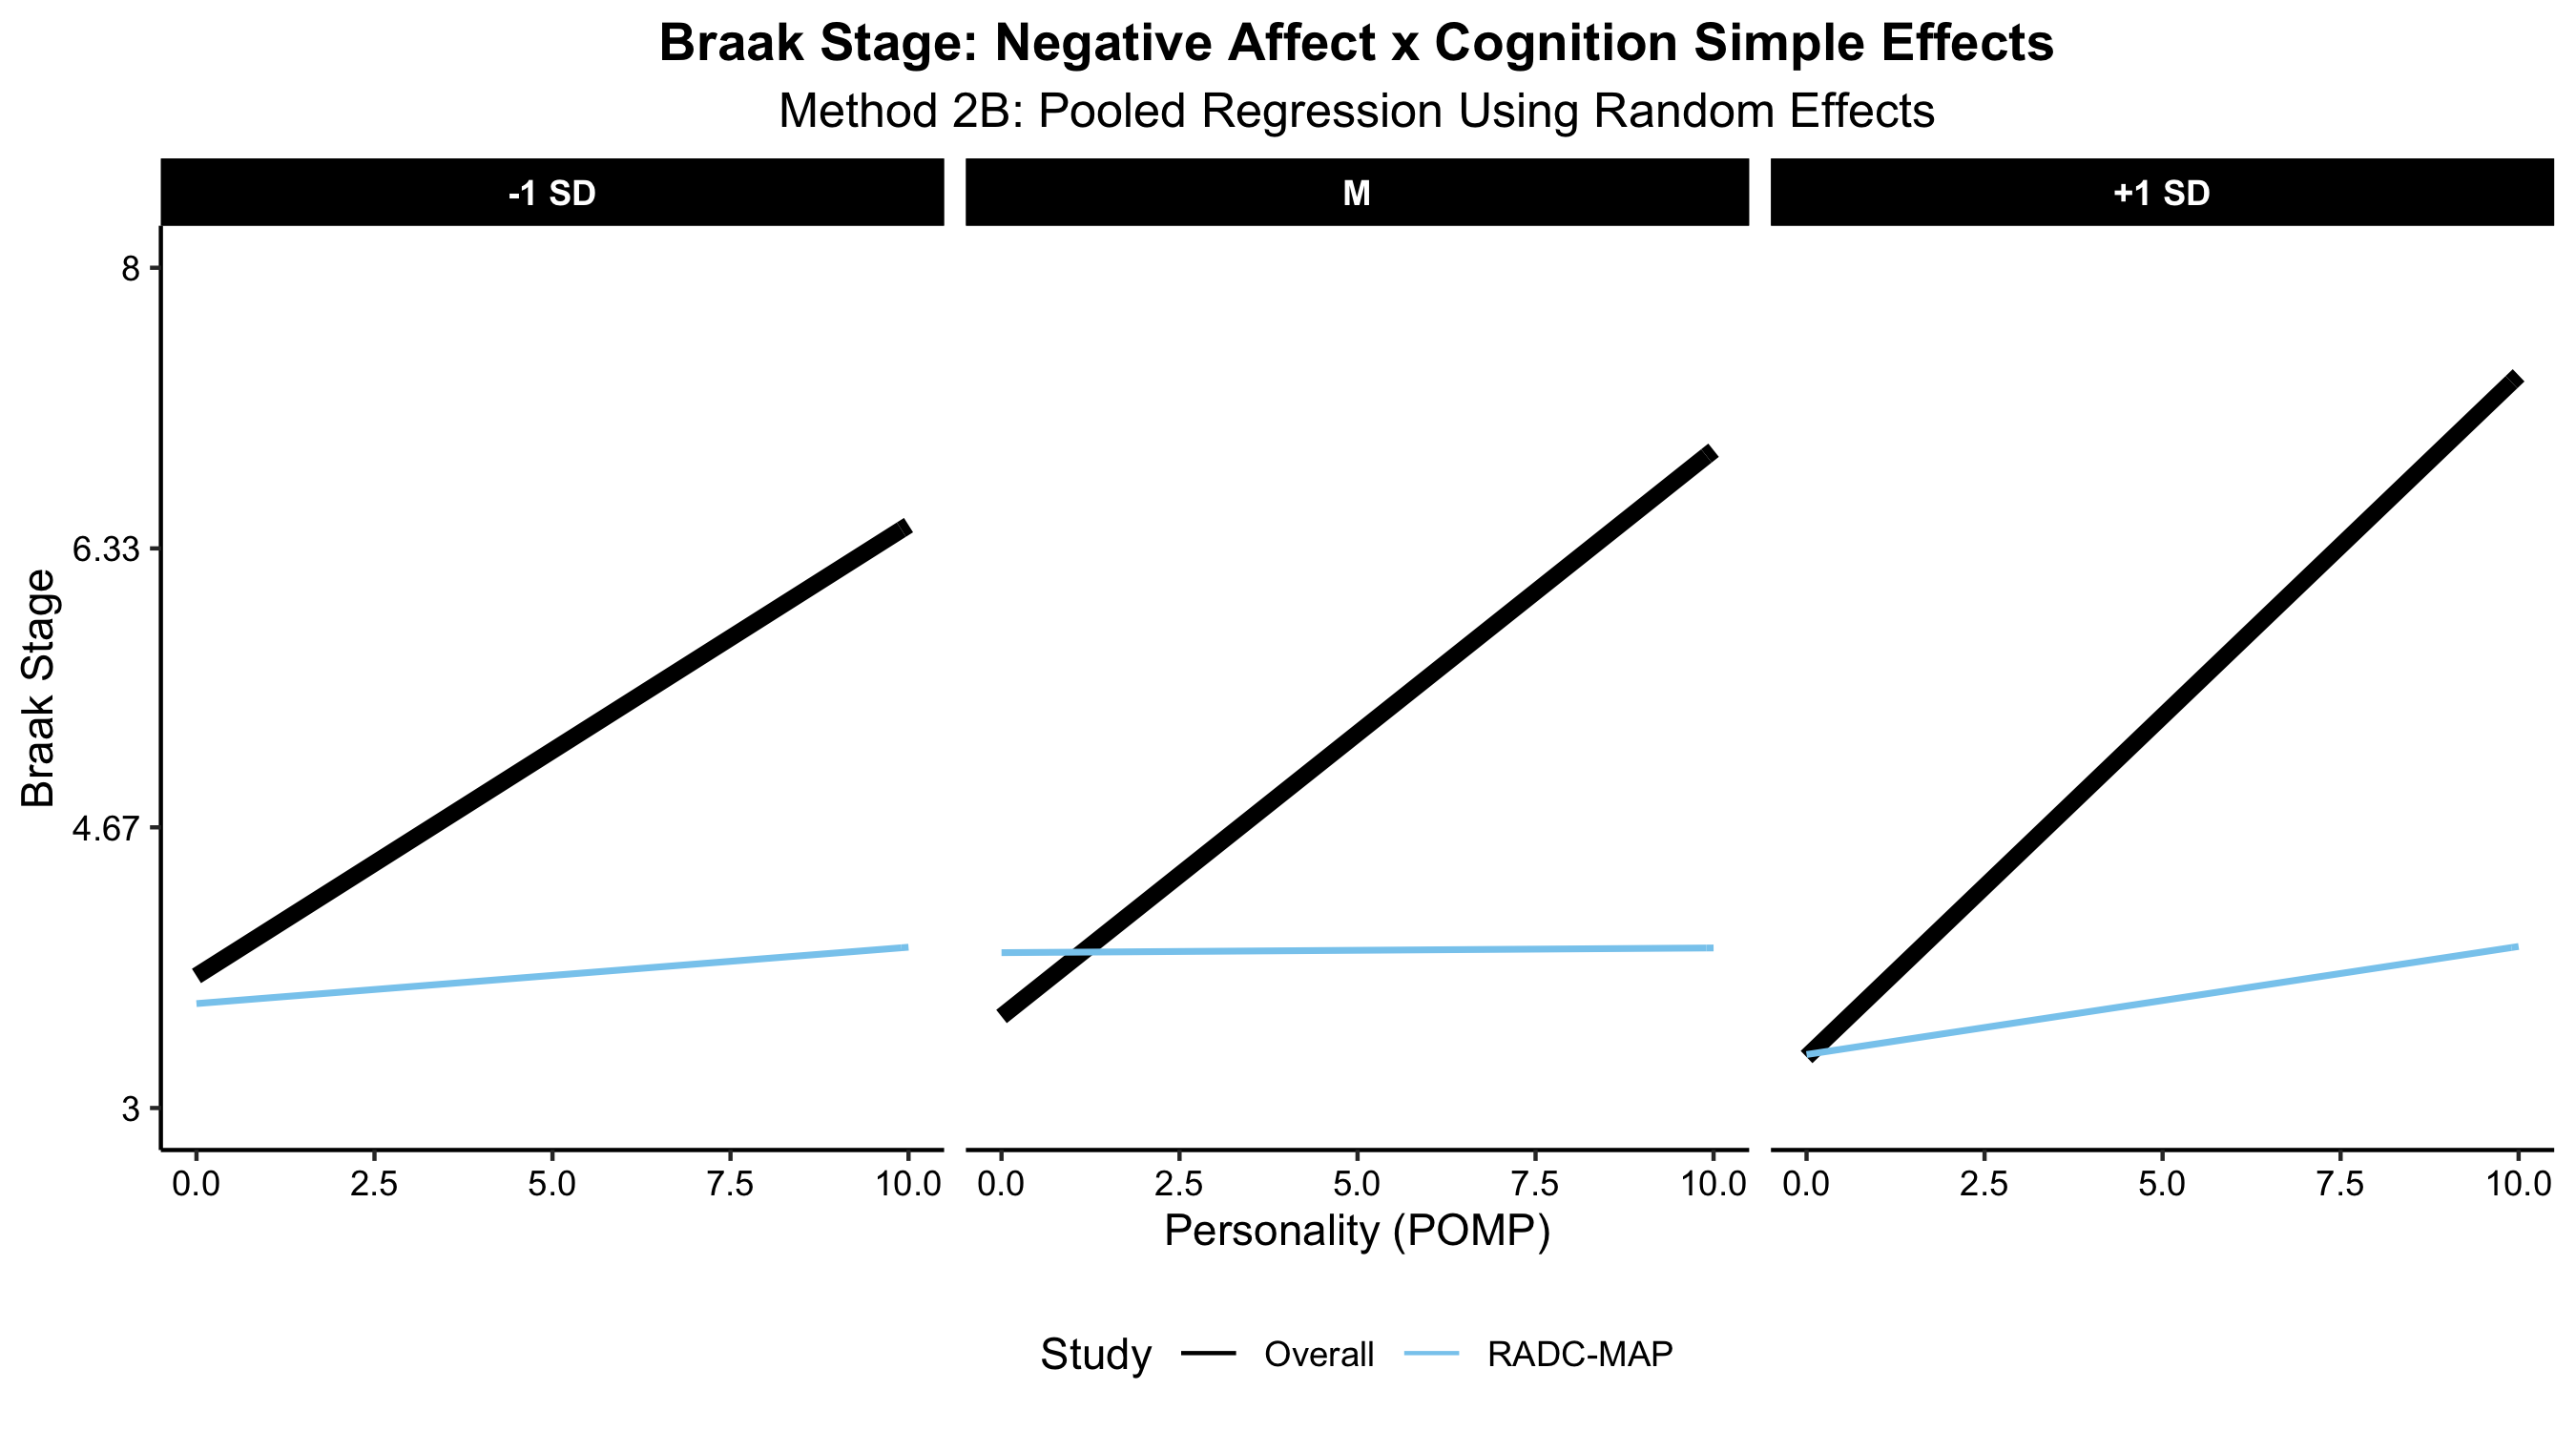 Braak Stage: Negative Affect x Cognition Simple Effects
Method 2B: Pooled Regression Using Random Effects
-1 SD
M
+1 SD
Braak Stage
8
6.33
4.67
3
0.0 2.5 5.0 7.5 10.0
0.0 2.5 5.0 7.5 10.0
0.0 2.5 5.0 7.5 10.0
Personality (POMP)
Study Overall RADC-MAP